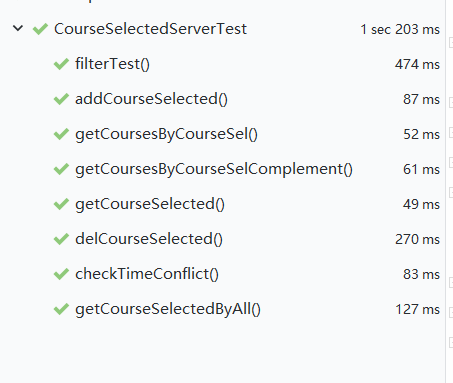 CourseSelectedServerTest 1 sec 203 ms
filterTest() 474 ms
addCourseSelected() 87 ms
getCoursesByCourseSel() 52 ms
getCoursesByCourseSelComplement() 61 ms
getCourseSelected() 49 ms
delCourseSelected() 270 ms
checkTimeConflict() 83 ms
getCourseSelectedByAll() 127 ms